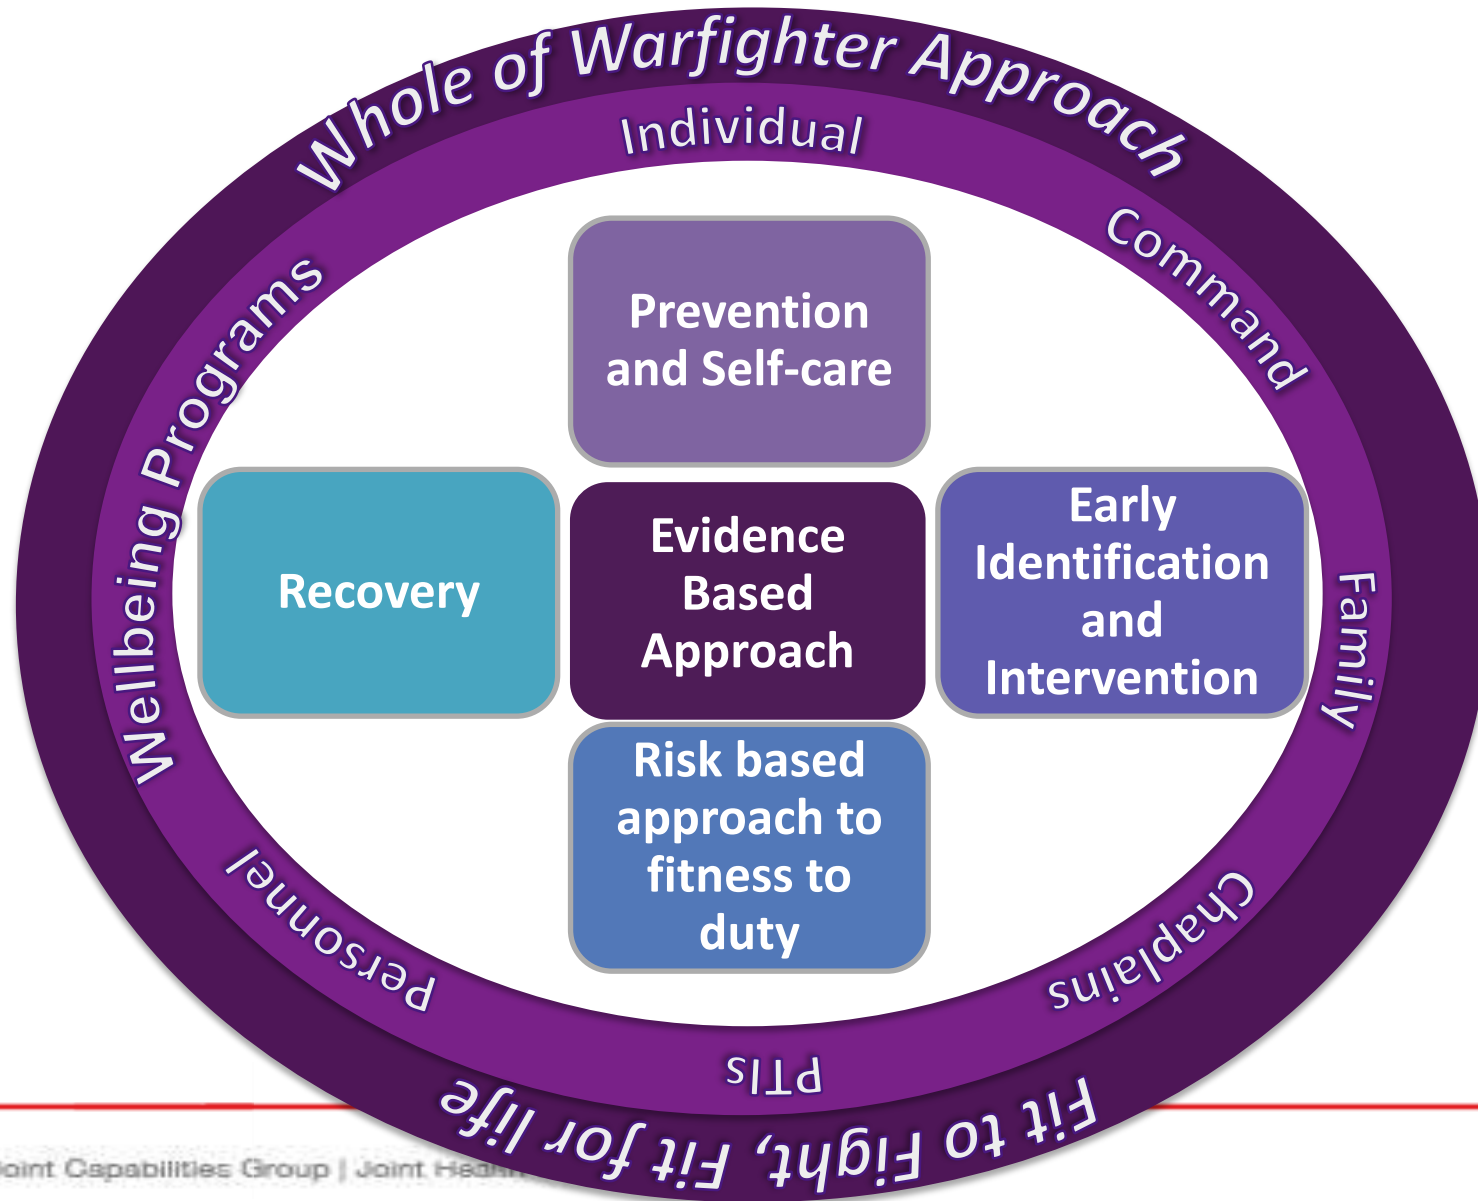 Whole of Warfighter Approach
Individual
Command
Family
Chaplains
PTIs
Personnel
Wellbeing Programs
Prevention
and Self-care
Recovery
Evidence
Based
Approach
Early
Identification
and
Intervention
Risk based
approach to
fitness to
duty
Fit to Fight, Fit for life
Capabilities Group | Joint